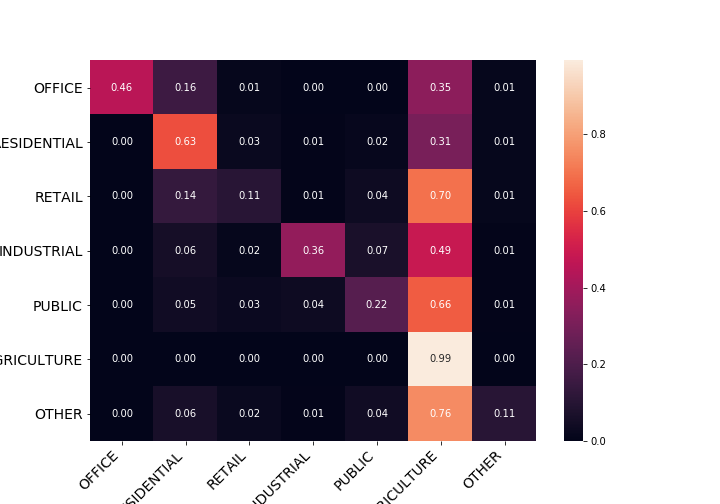 OFFICE 0.46 0.16 0.01 0.00 0.00 0.35 0.01
ESIDENTIAL 0.00 0.63 0.03 0.01 0.02 0.31 0.01
RETAIL 0.00 0.14 0.11 0.01 0.04 0.70 0.01
INDUSTRIAL 0.00 0.06 0.02 0.36 0.07 0.49 0.01
PUBLIC 0.00 0.05 0.03 0.04 0.22 0.66 0.01
GRICULTURE 0.00 0.00 0.00 0.00 0.00 0.99 0.00
OTHER 0.00 0.06 0.02 0.01 0.04 0.76 0.11
OFFICE SIDENTIAL RETAIL DUSTRIAL PUBLIC RICULTURE OTHER
0.8
0.6
0.4
0.2
0.0